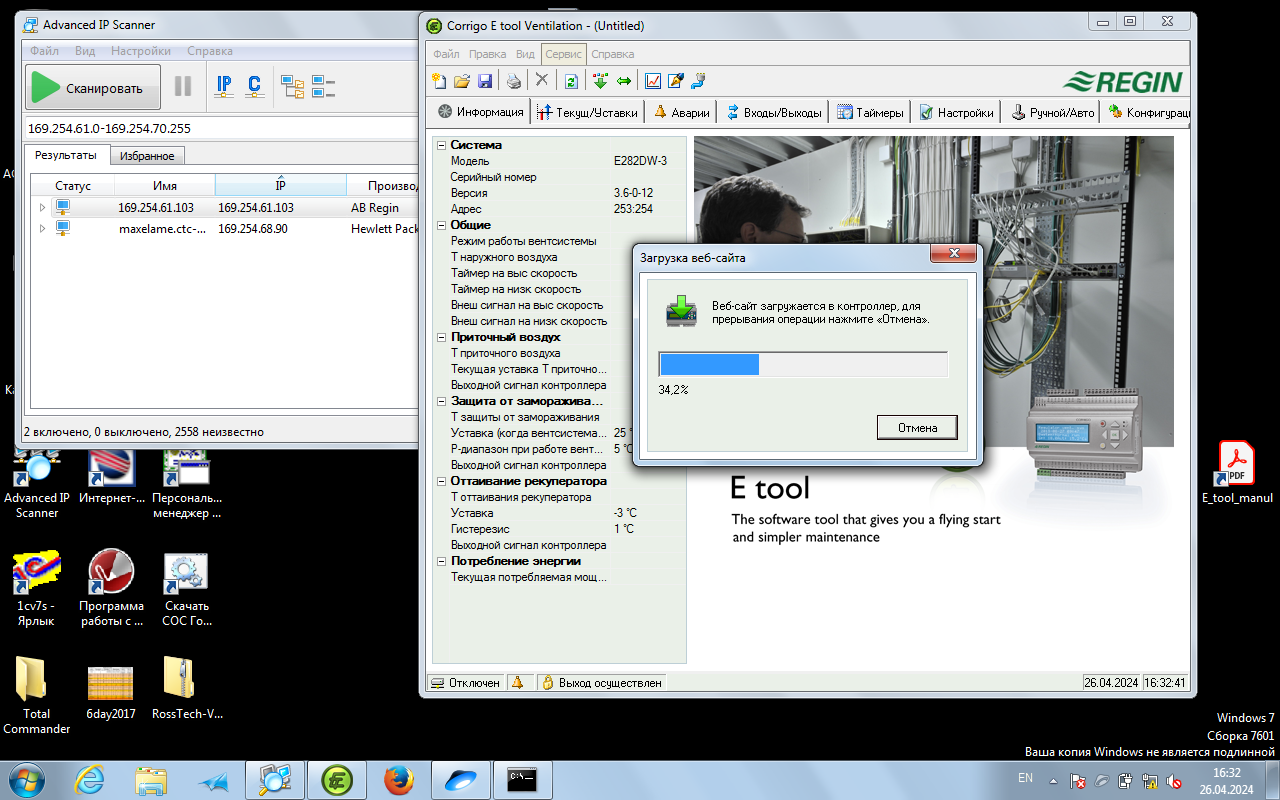 Advanced IP Scanner
Файл Вид Настройки Справка
Сканировать
IP C
169.254.61.0-169.254.70.255
Результаты Избранное
Статус Имя IP
169.254.61.103 169.254.61.103 AB Regin
maxelame.ctc-... 169.254.68.90
2 включено, 0 выключено, 2558 неизвестно
Corrigo E tool Ventilation - (Untitled)
Файл Правка Вид Сервис Справка
REGIN
Информация Текущ/Уставки Аварии Входы/Выходы Таймеры Настройки Ручной/Авто
Система
Модель E282DW-3
Серийный номер
Версия 3.6-0-12
Адрес 253:254
Общие
Режим работы вентсистемы
Т наружного воздуха
Таймер на выс скорость
Таймер на низк скорость
Внеш сигнал на выс скорость
Внеш сигнал на низк скорость
Приточный воздух
Т приточного воздуха
Текущая уставка Т приточно...
Выходной сигнал контроллера
Защита от заморажива...
Т защиты от замораживания
Уставка (когда вентсистема... 25
P-диапазон при работе вент... 5 °C
Выходной сигнал контроллера
Оттаивание рекуператора
Т оттаивания рекуператора
Уставка -3 °C
Гистерезис 1 °C
Выходной сигнал контроллера
Потребление энергии
Текущая потребляемая мощ...
Загрузка веб-сайта
Веб-сайт загружается в контроллер, для
прерывания операции нажмите «Отмена».
34,2%
Отмена
E tool
The software tool that gives you a flying start
and simpler maintenance
Отключен Выход осуществлен 26.04.2024 16:32:41
Advanced IP
Scanner
Интернет-...
Персональ...
менеджер ...
E_tool_manul
PDF
1cv7s -
Ярлык
Программа
работы с ...
Скачать
СОС Го...
Total
Commander
6day2017
RossTech-V...
Windows 7
Сборка 7601
Ваша копия Windows не является подлинной
C:\
EN
16:32
26.04.2024